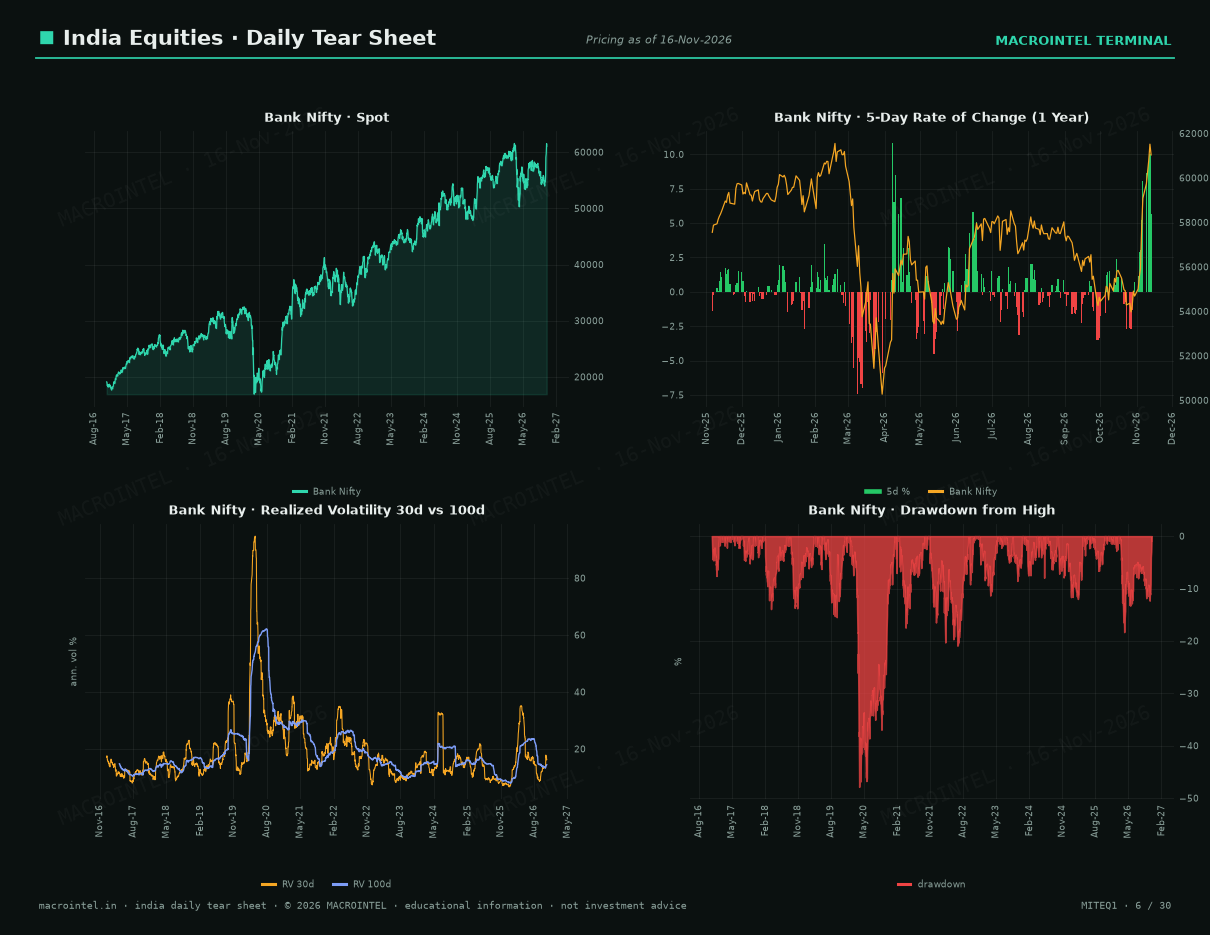 India Equities · Daily Tear Sheet
Pricing as of 16-Nov-2026
MACROINTEL TERMINAL
Bank Nifty · Spot
60000
50000
40000
30000
20000
Aug-16 May-17 Feb-18 Nov-18 Aug-19 May-20 Feb-21 Nov-21 Aug-22 May-23 Feb-24 Nov-24 Aug-25 May-26 Feb-27
Bank Nifty
Bank Nifty · 5-Day Rate of Change (1 Year)
10.0
7.5
5.0
2.5
0.0
−2.5
−5.0
−7.5
62000
60000
58000
56000
54000
52000
50000
Nov-25 Dec-25 Jan-26 Feb-26 Mar-26 Apr-26 May-26 Jun-26 Jul-26 Aug-26 Sep-26 Oct-26 Nov-26 Dec-26
5d % Bank Nifty
Bank Nifty · Realized Volatility 30d vs 100d
ann. vol %
80
60
40
20
Nov-16 Aug-17 May-18 Feb-19 Nov-19 Aug-20 May-21 Feb-22 Nov-22 Aug-23 May-24 Feb-25 Nov-25 Aug-26 May-27
RV 30d RV 100d
Bank Nifty · Drawdown from High
%
0
−10
−20
−30
−40
−50
Aug-16 May-17 Feb-18 Nov-18 Aug-19 May-20 Feb-21 Nov-21 Aug-22 May-23 Feb-24 Nov-24 Aug-25 May-26 Feb-27
drawdown
MACROINTEL · 16-Nov-2026
macrointel.in · india daily tear sheet · © 2026 MACROINTEL · educational information · not investment advice
MITEQ1 · 6 / 30